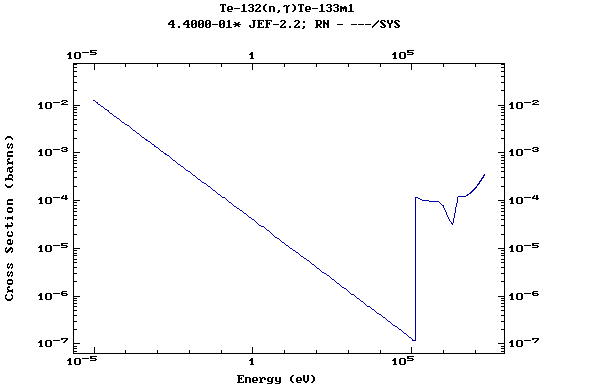 Te-132(n,γ)Te-133m1
4.4000-01* JEF-2.2; RN - ---/SYS
10⁻⁵ 1 10⁵
10⁻² 10⁻²
10⁻³ 10⁻³
10⁻⁴ 10⁻⁴
10⁻⁵ 10⁻⁵
10⁻⁶ 10⁻⁶
10⁻⁷ 10⁻⁷
10⁻⁵ 1 10⁵
Cross Section (barns)
Energy (eV)